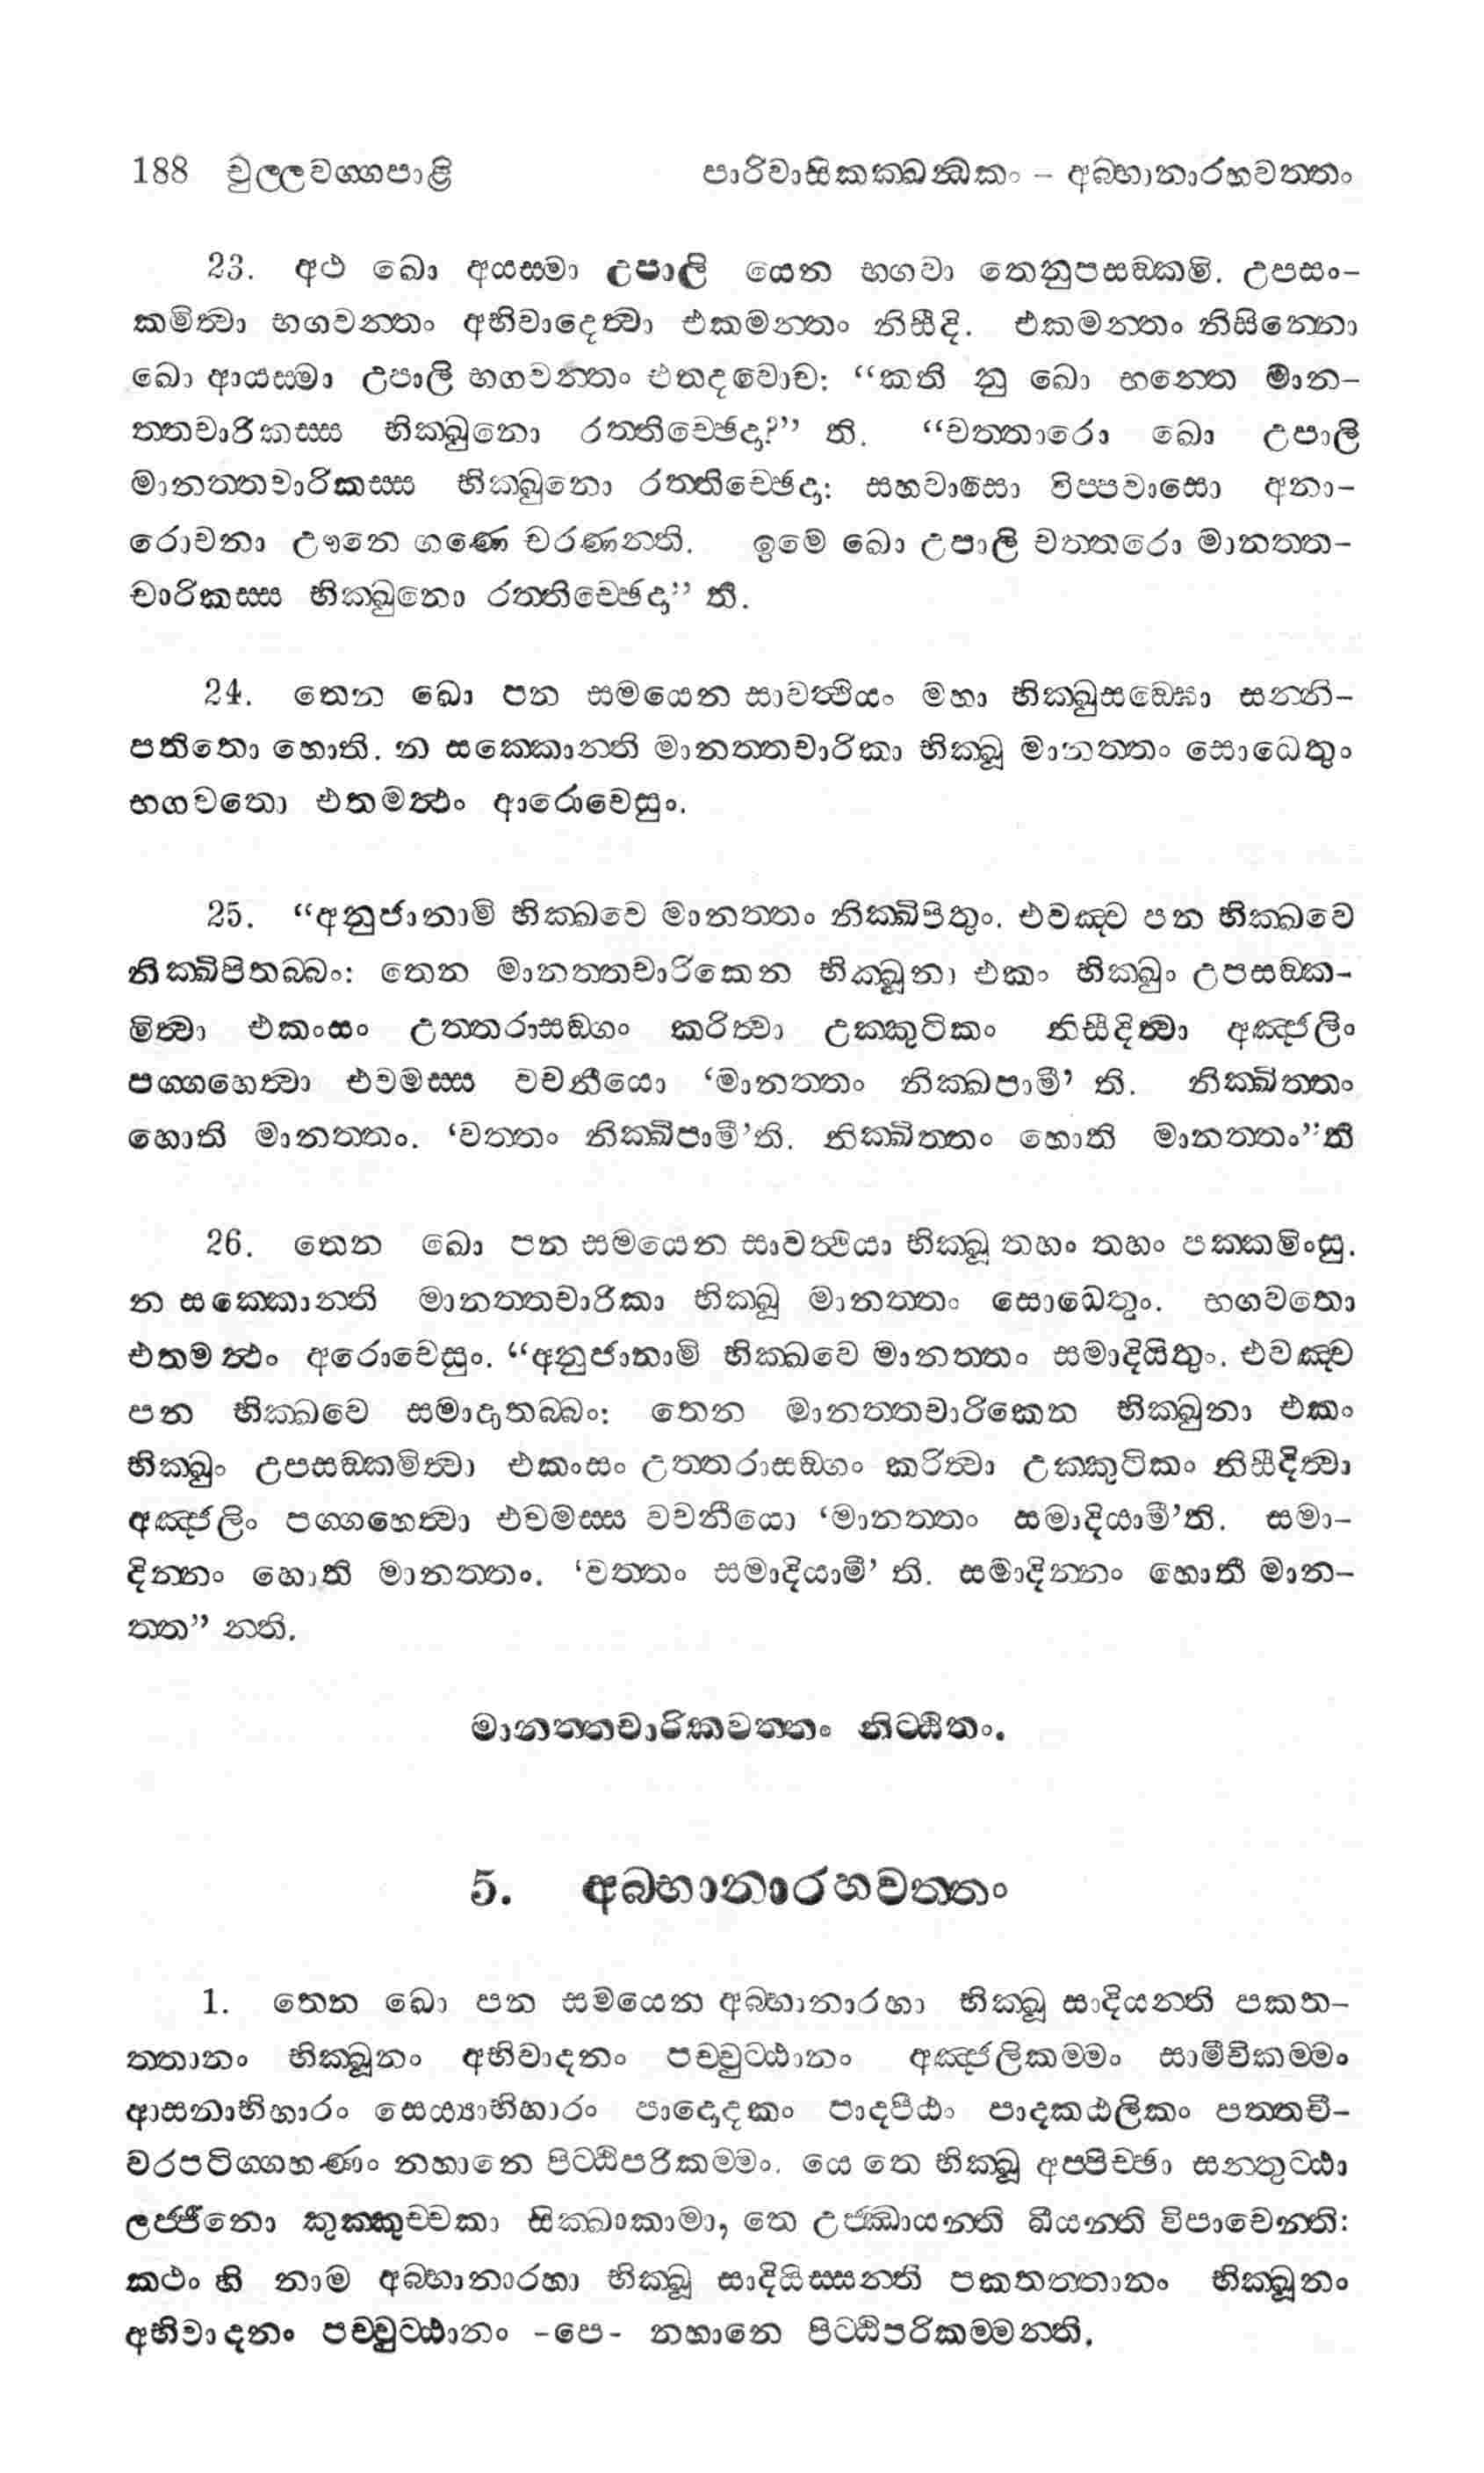 188 චුල්ලවග්ගපාළි පාරිවාසිකක්ඛන්ධකං – අබ්භානාරහවත්තං
23. අථ ඛො අයස්මා උපාලි යෙන භගවා තෙනුපසඞ්කමි. උපසං-
කමිත්වා භගවන්තං අභිවාදෙත්වා එකමන්තං නිසීදි. එකමන්තං නිසින්නො
ඛො ආයස්මා උපාලි භගවන්තං එතදවොච: “කති නු ඛො භන්තෙ මාන-
ත්තචාරිකස්ස භික්ඛුනො රත්තිච්ඡෙදා?” ති. “චත්තාරො ඛො උපාලි
මානත්තචාරිකස්ස භික්ඛුනො රත්තිච්ඡෙදා: සහවාසො විප්පවාසො අනා-
රොචනා ඌනෙ ගණෙ චරණන්ති. ඉමෙ ඛො උපාලි චත්තරො මානත්ත-
චාරිකස්ස භික්ඛුනො රත්තිච්ඡෙදා” ති.
24. තෙන ඛො පන සමයෙන සාවත්ථියං මහා භික්ඛුසඞ්ඝො සන්නි-
පතිතො හොති. න සක්කොන්ති මානත්තචාරිකා භික්ඛූ මානත්තං සොධෙතුං
භගවතො එතමත්ථං ආරොචෙසුං.
25. “අනුජානාමි භික්ඛවෙ මානත්තං නික්ඛිපිතුං. එවඤ්ච පන භික්ඛවෙ
නික්ඛිපිතබ්බං: තෙන මානත්තචාරිකෙන භික්ඛූනා එකං භික්ඛුං උපසඞ්ක-
මිත්වා එකංසං උත්තරාසඞ්ගං කරිත්වා උක්කුටිකං නිසීදිත්වා අඤ්ජලිං
පග්ගහෙත්වා එවමස්ස වචනීයො ‘මානත්තං නික්ඛපාමී’ ති. නික්ඛිත්තං
හොති මානත්තං. ‘වත්තං නික්ඛිපාමී’ති. නික්ඛිත්තං හොති මානත්තං”ති
26. තෙන ඛො පන සමයෙන සාවත්ථියා භික්ඛූ තහං තහං පක්කමිංසු.
න සක්කොන්ති මානත්තචාරිකා භික්ඛූ මානත්තං සොධෙතුං. භගවතො
එතමත්ථං අරොචෙසුං. “අනුජානාමි භික්ඛවෙ මානත්තං සමාදියිතුං. එවඤ්ච
පන භික්ඛවෙ සමාදාතබ්බං: තෙන මානත්තචාරිකෙන භික්ඛුනා එකං
භික්ඛුං උපසඞ්කමිත්වා එකංසං උත්තරාසඞ්ගං කරිත්වා උක්කුටිකං නිසීදිත්වා
අඤ්ජලිං පග්ගහෙත්වා එවමස්ස වචනීයො ‘මානත්තං සමාදියාමී’ති. සමා-
දින්නං හොති මානත්තං. ‘වත්තං සමාදියාමී’ ති. සමාදින්නං හොතී මාන-
ත්ත” න්ති.
මානත්තචාරිකවත්තං නිට්ඨිතං.
5. අබ්භානාරහවත්තං
1. තෙන ඛො පන සමයෙන අබ්භානාරහා භික්ඛූ සාදියන්ති පකත-
ත්තානං භික්ඛූනං අභිවාදනං පච්චුට්ඨානං අඤ්ජලිකම්මං සාමීචිකම්මං
ආසනාභිහාරං සෙය්‍යාභිහාරං පාදොදකං පාදපීඨං පාදකඨලිකං පත්තචී-
වරපටිග්ගහණං නහානෙ පිට්ඨිපරිකම්මං. යෙ තෙ භික්ඛූ අප්පිච්ඡා සන්තුට්ඨා
ලජ්ජිනො කුක්කුච්චකා සික්ඛාකාමා, තෙ උජ්ඣායන්ති ඛීයන්ති විපාචෙන්ති:
කථං හි නාම අබ්භානාරහා භික්ඛූ සාදියිස්සන්ති පකතත්තානං භික්ඛූනං
අභිවාදනං පච්චුට්ඨානං -පෙ- නහානෙ පිට්ඨිපරිකම්මන්ති.